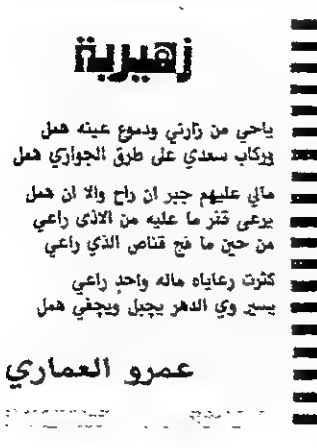 زهيرية
ياحي من زارني ودموع عينه همل
وركاب سعدي على طرق الجوازي همل
مالي عليهم جبر ان راح والا ان همل
يرعى قفر ما عليه من الاذى راعي
من حين ما فج قناص الذي راعي
كثرت رعاياه ماله واحدٍ راعي
يسير وي الدهر يجبل ويجفي همل
عمرو العماري